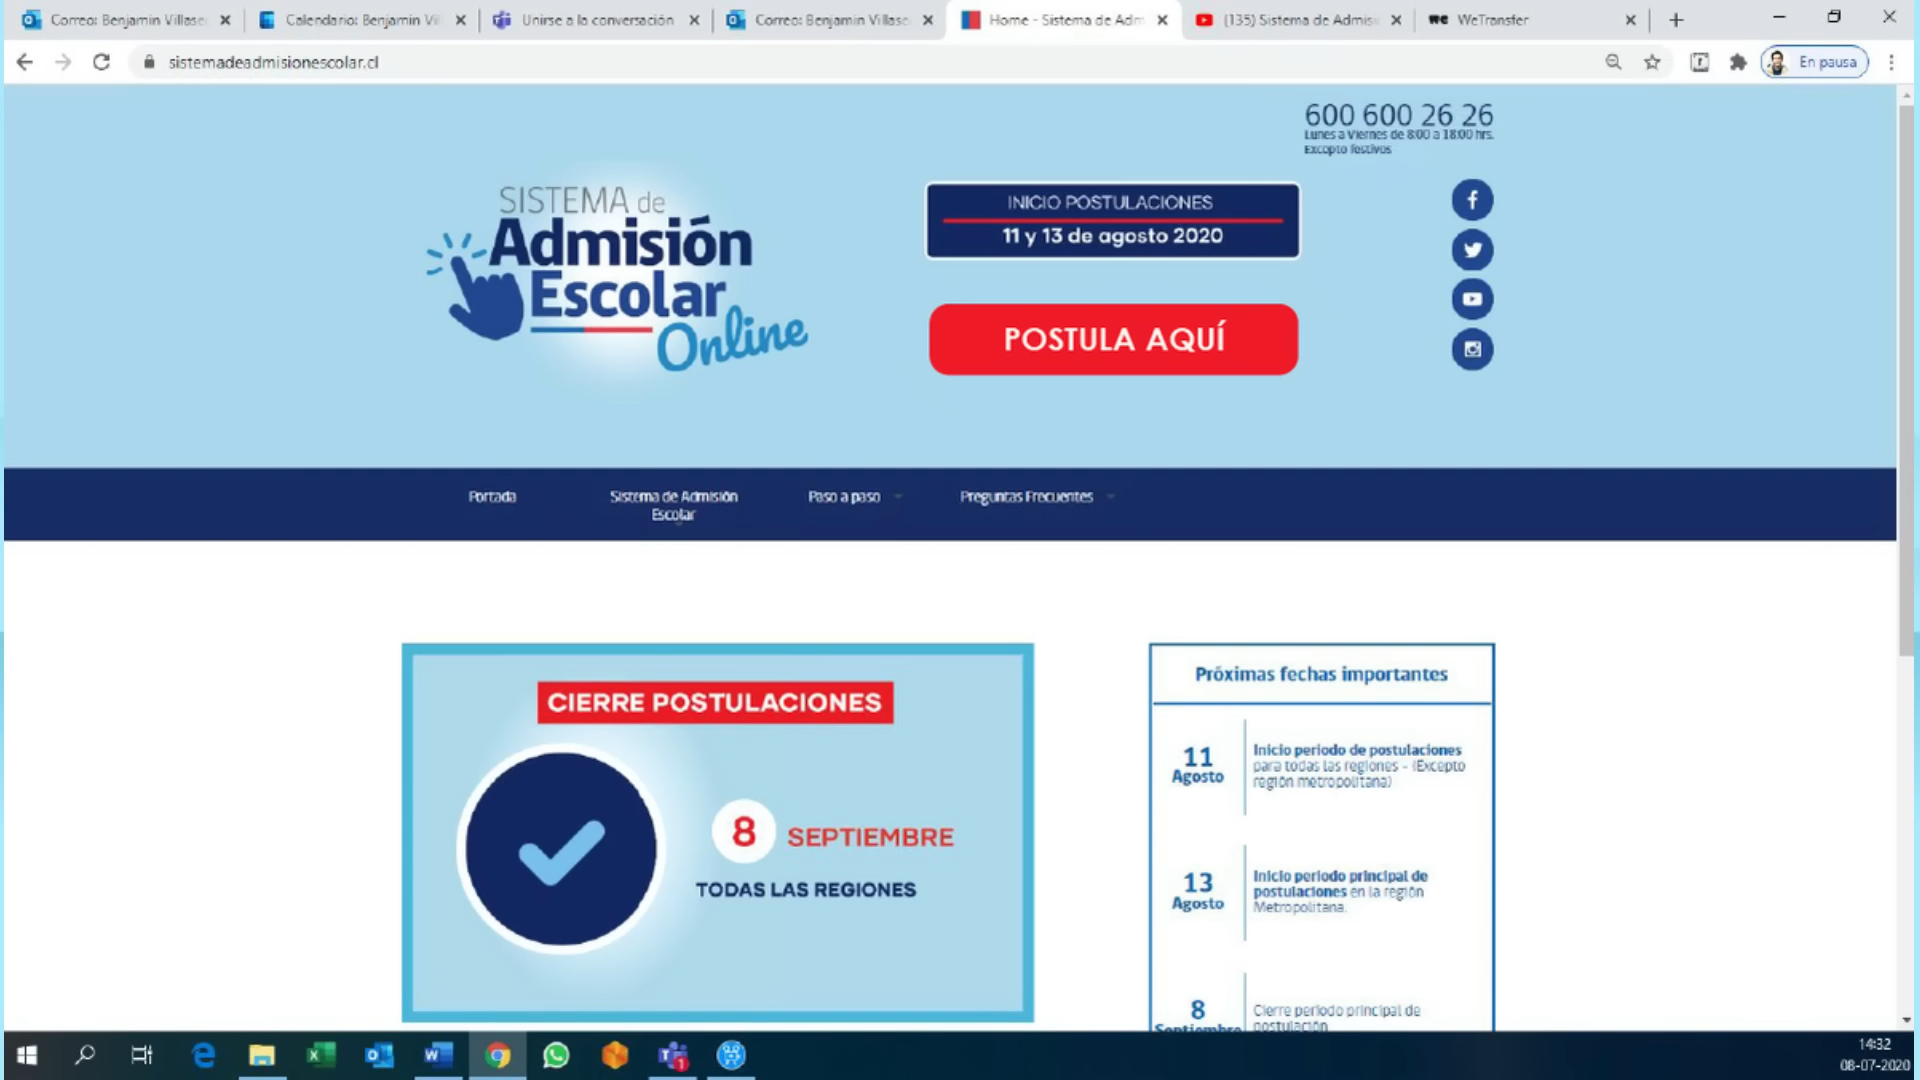 Correo: Benjamin Villase
Calendario: Benjamin Vil
Unirse a la conversación
Correo: Benjamin Villase
Home - Sistema de Adm
(135) Sistema de Admisi
we WeTransfer
sistemadeadmisionescolar.cl
En pausa
600 600 26 26
Lunes a Viernes de 8:00 a 18:00 hrs.
Excepto festivos
SISTEMA de
Admisión
Escolar
Online
INICIO POSTULACIONES
11 y 13 de agosto 2020
POSTULA AQUÍ
Portada
Sistema de Admisión
Escolar
Paso a paso
Preguntas Frecuentes
CIERRE POSTULACIONES
8 SEPTIEMBRE
TODAS LAS REGIONES
Próximas fechas importantes
11
Agosto
Inicio periodo de postulaciones
para todas las regiones - (Excepto
región metropolitana)
13
Agosto
Inicio periodo principal de
postulaciones en la región
Metropolitana.
8
Septiembre
Cierre periodo principal de
postulación
14:32
08-07-2020